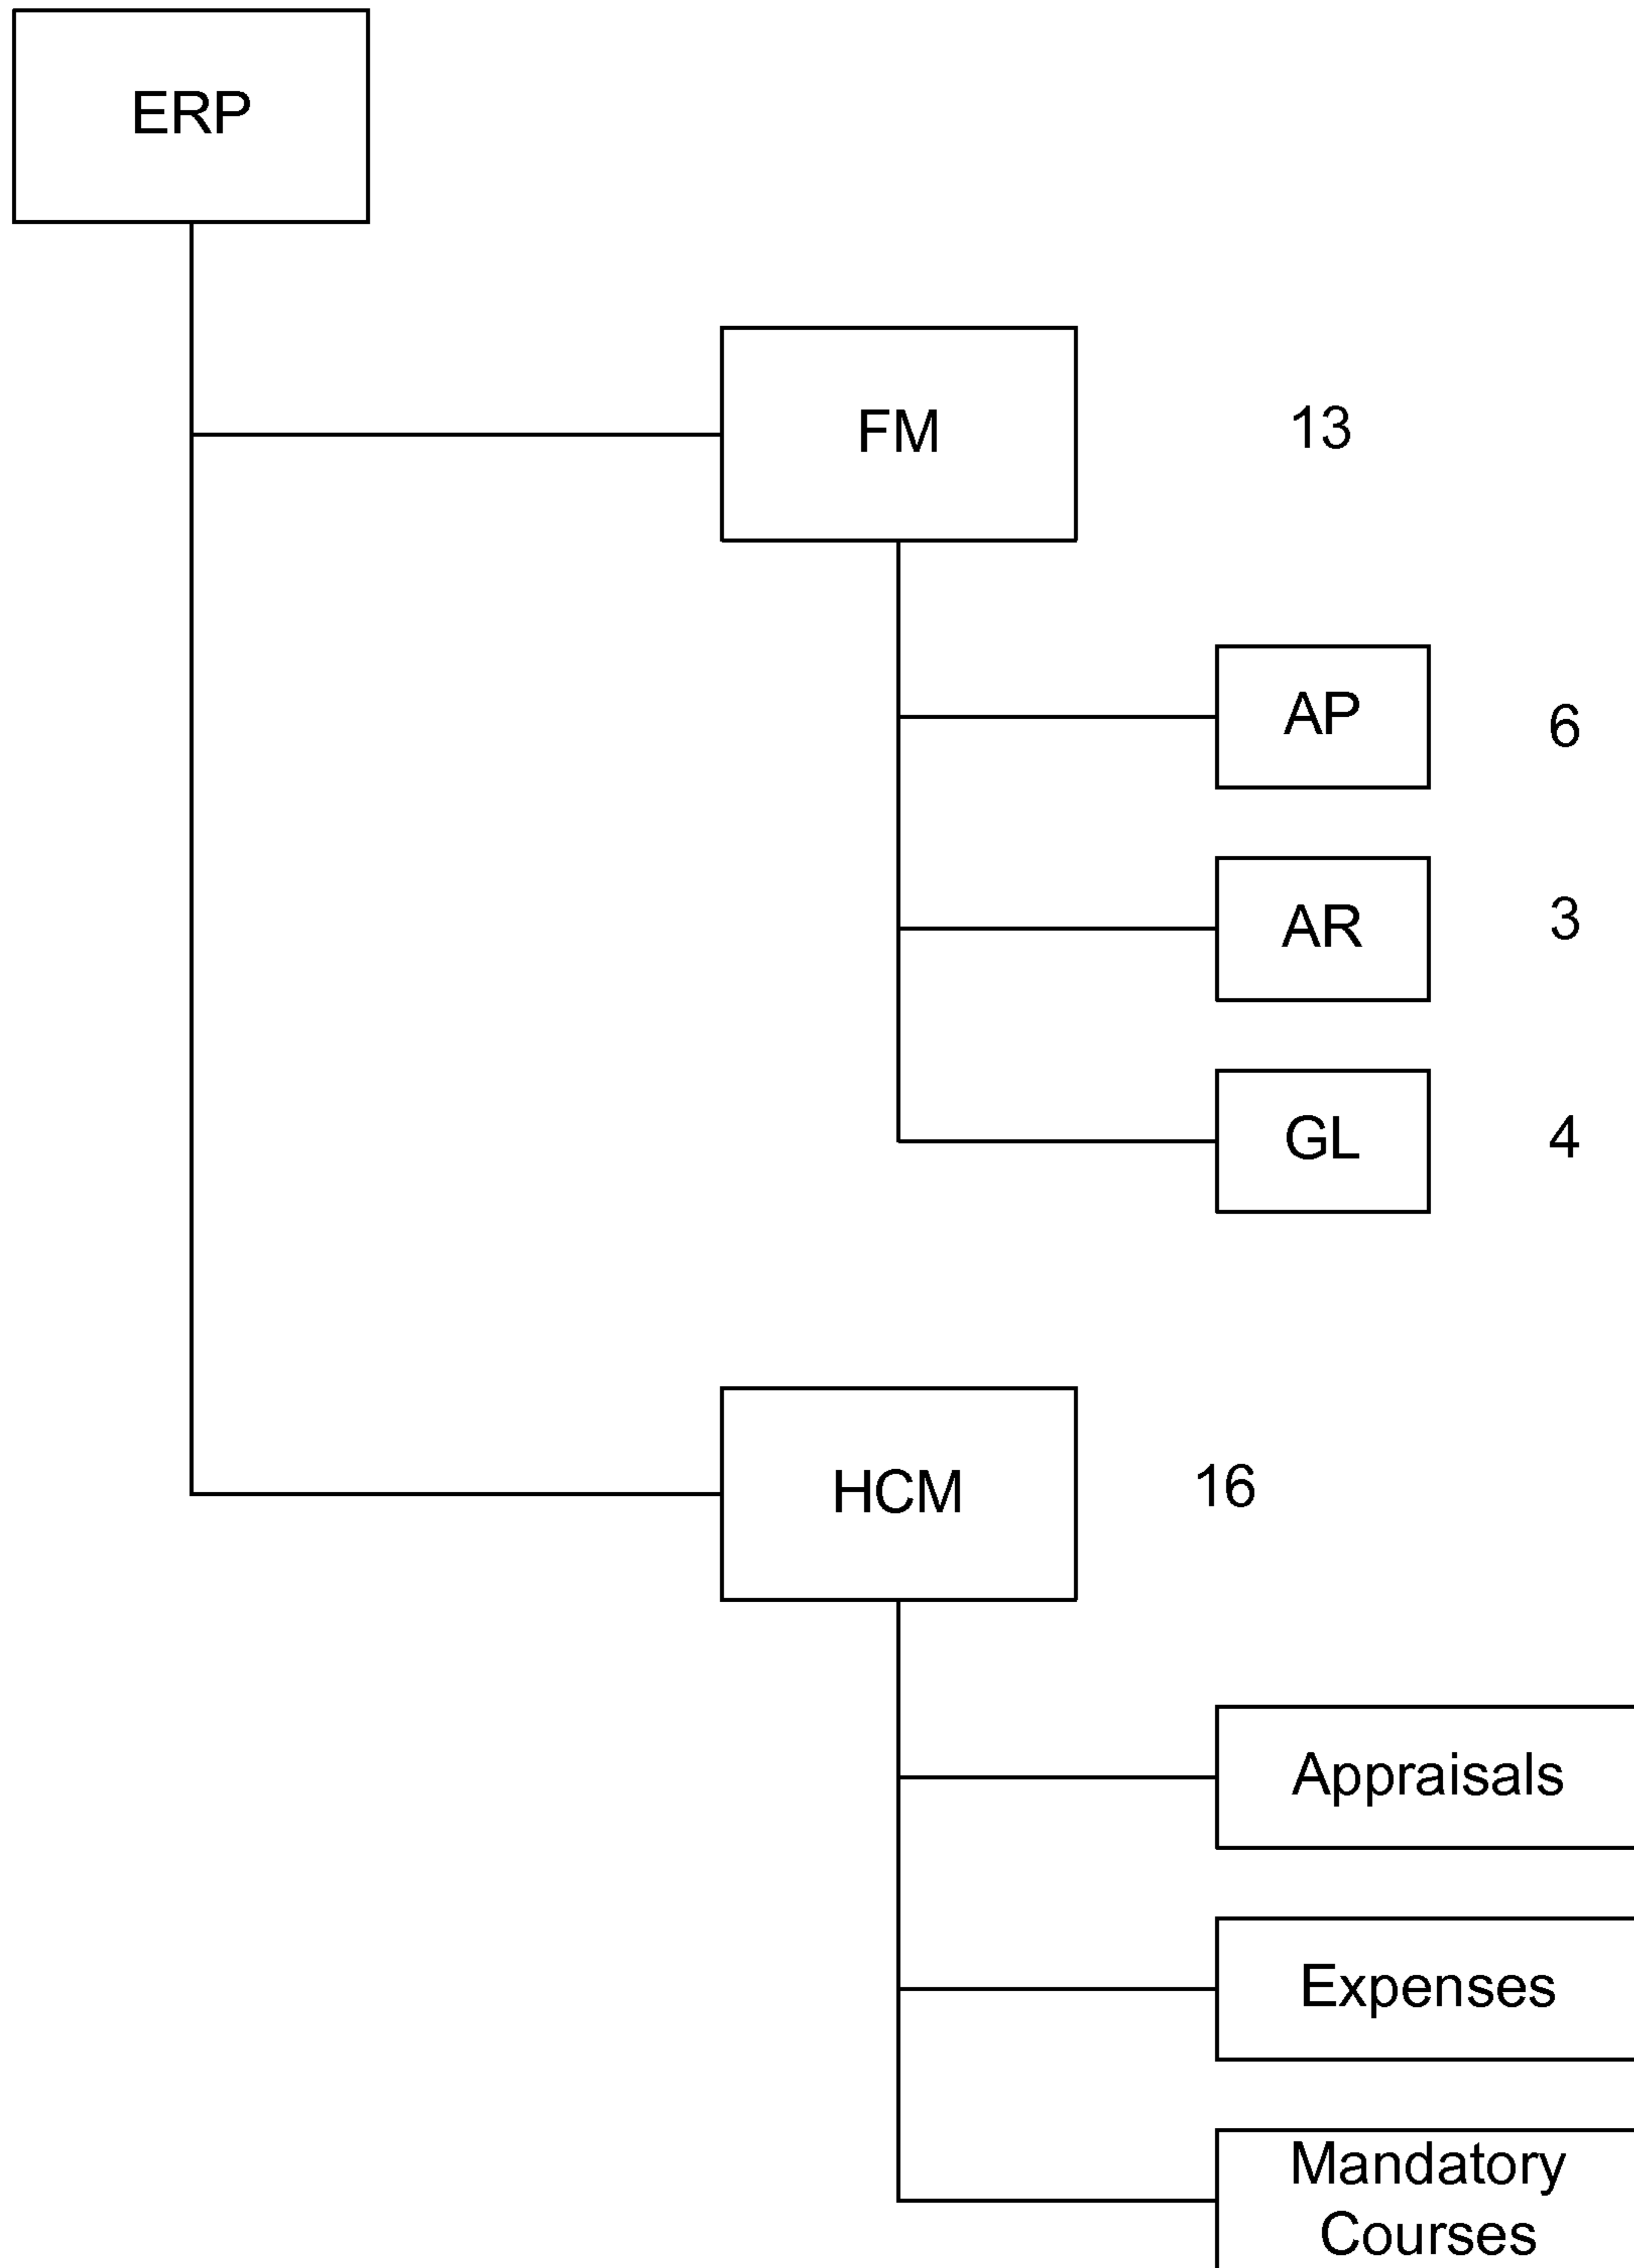 ERP
FM
13
AP
6
AR
3
GL
4
HCM
16
Appraisals
Expenses
Mandatory
Courses